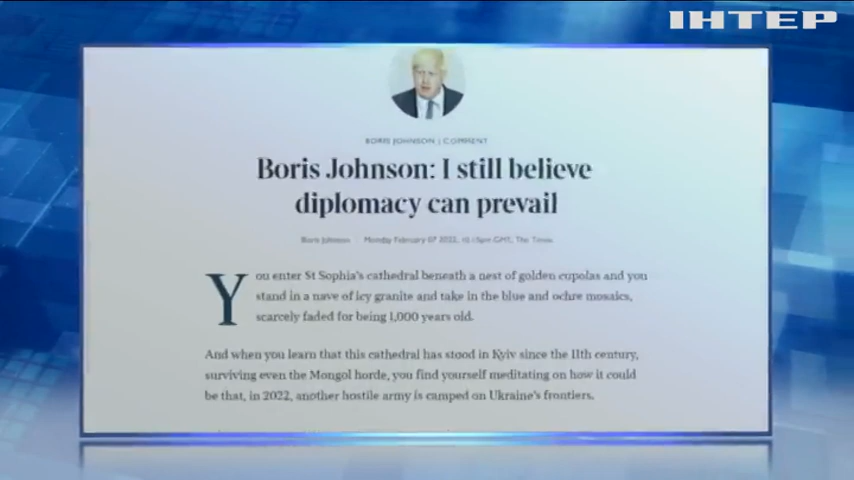 ІНТЕР
BORIS JOHNSON | COMMENT
Boris Johnson: I still believe
diplomacy can prevail
Boris Johnson Monday February 07 2022, GMT, The Times
You enter St Sophia's cathedral beneath a nest of golden cupolas and you
stand in a nave of icy granite and take in the blue and ochre mosaics,
scarcely faded for being 1,000 years old.
And when you learn that this cathedral has stood in Kyiv since the 11th century,
surviving even the Mongol horde, you find yourself meditating on how it could
be that, in 2022, another hostile army is camped on Ukraine's frontiers.